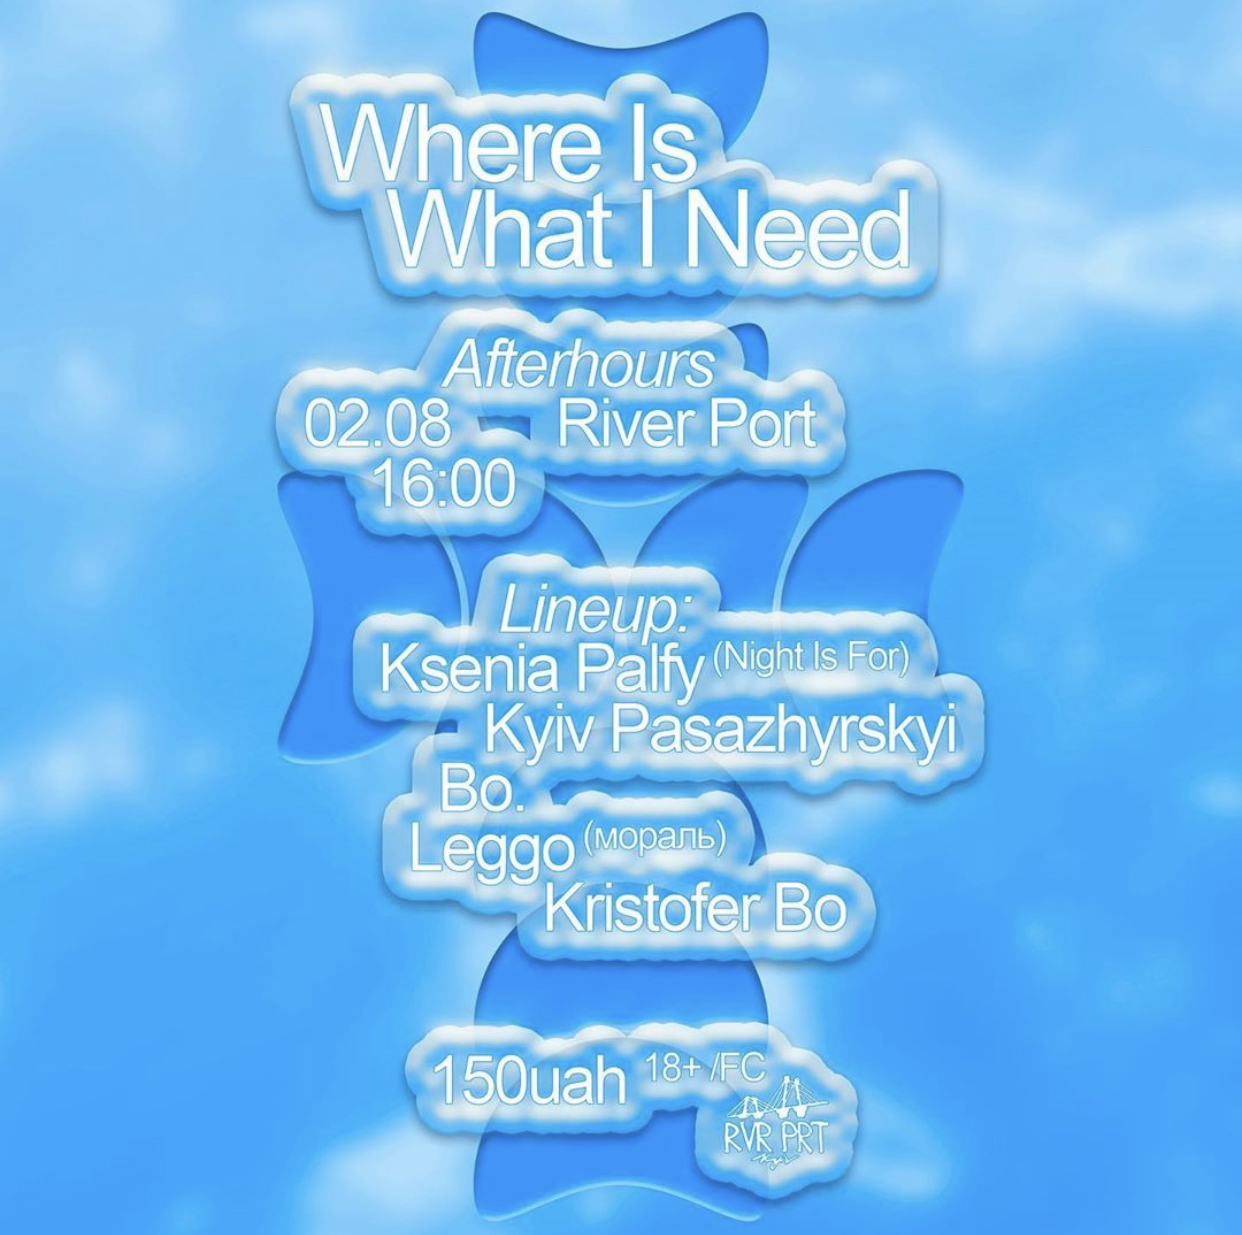 Where Is
What I Need
Afterhours
02.08 River Port
16:00
Lineup:
Ksenia Palfy (Night Is For)
Kyiv Pasazhyrskyi
Bo.
Leggo (мораль)
Kristofer Bo
150uah 18+ /FC
RVR PRT
Kyiv